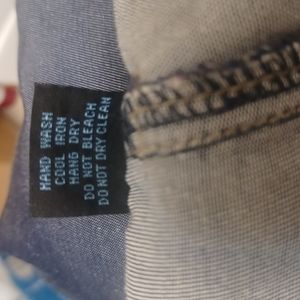 HAND WASH
COOL IRON
HANG DRY
DO NOT BLEACH
DO NOT DRY CLEAN